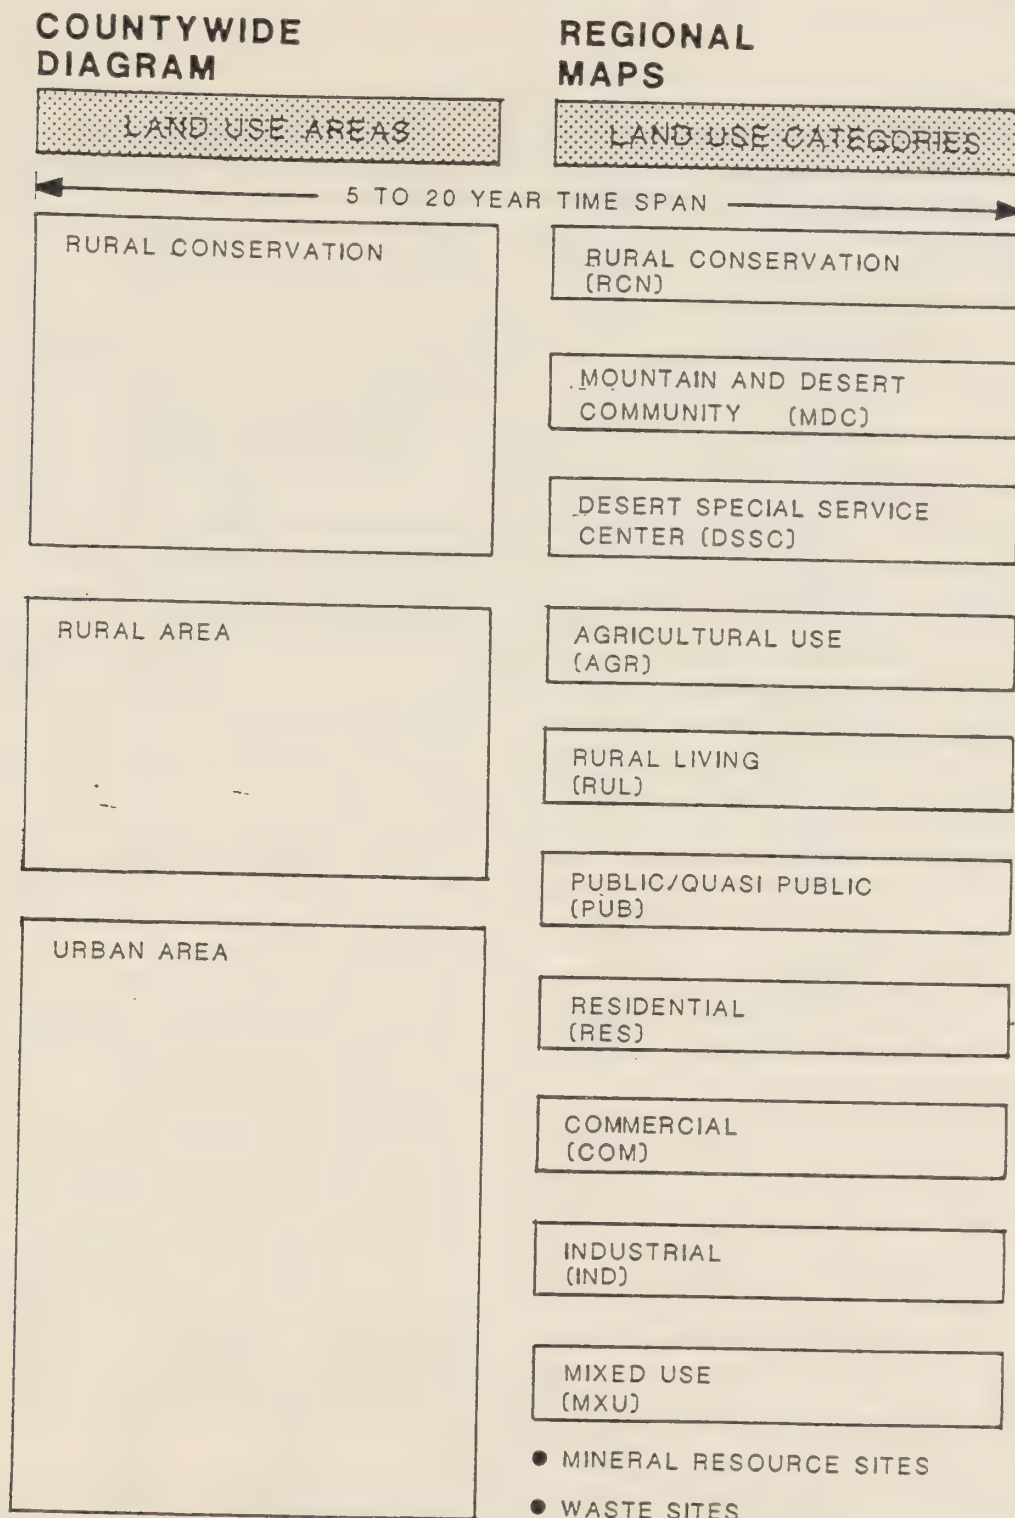 COUNTYWIDE
DIAGRAM
LAND USE AREAS
REGIONAL
MAPS
LAND USE CATEGORIES
5 TO 20 YEAR TIME SPAN
RURAL CONSERVATION
RURAL AREA
URBAN AREA
RURAL CONSERVATION
(RCN)
MOUNTAIN AND DESERT
COMMUNITY (MDC)
DESERT SPECIAL SERVICE
CENTER (DSSC)
AGRICULTURAL USE
(AGR)
RURAL LIVING
(RUL)
PUBLIC/QUASI PUBLIC
(PUB)
RESIDENTIAL
(RES)
COMMERCIAL
(COM)
INDUSTRIAL
(IND)
MIXED USE
(MXU)
● MINERAL RESOURCE SITES
● WASTE SITES